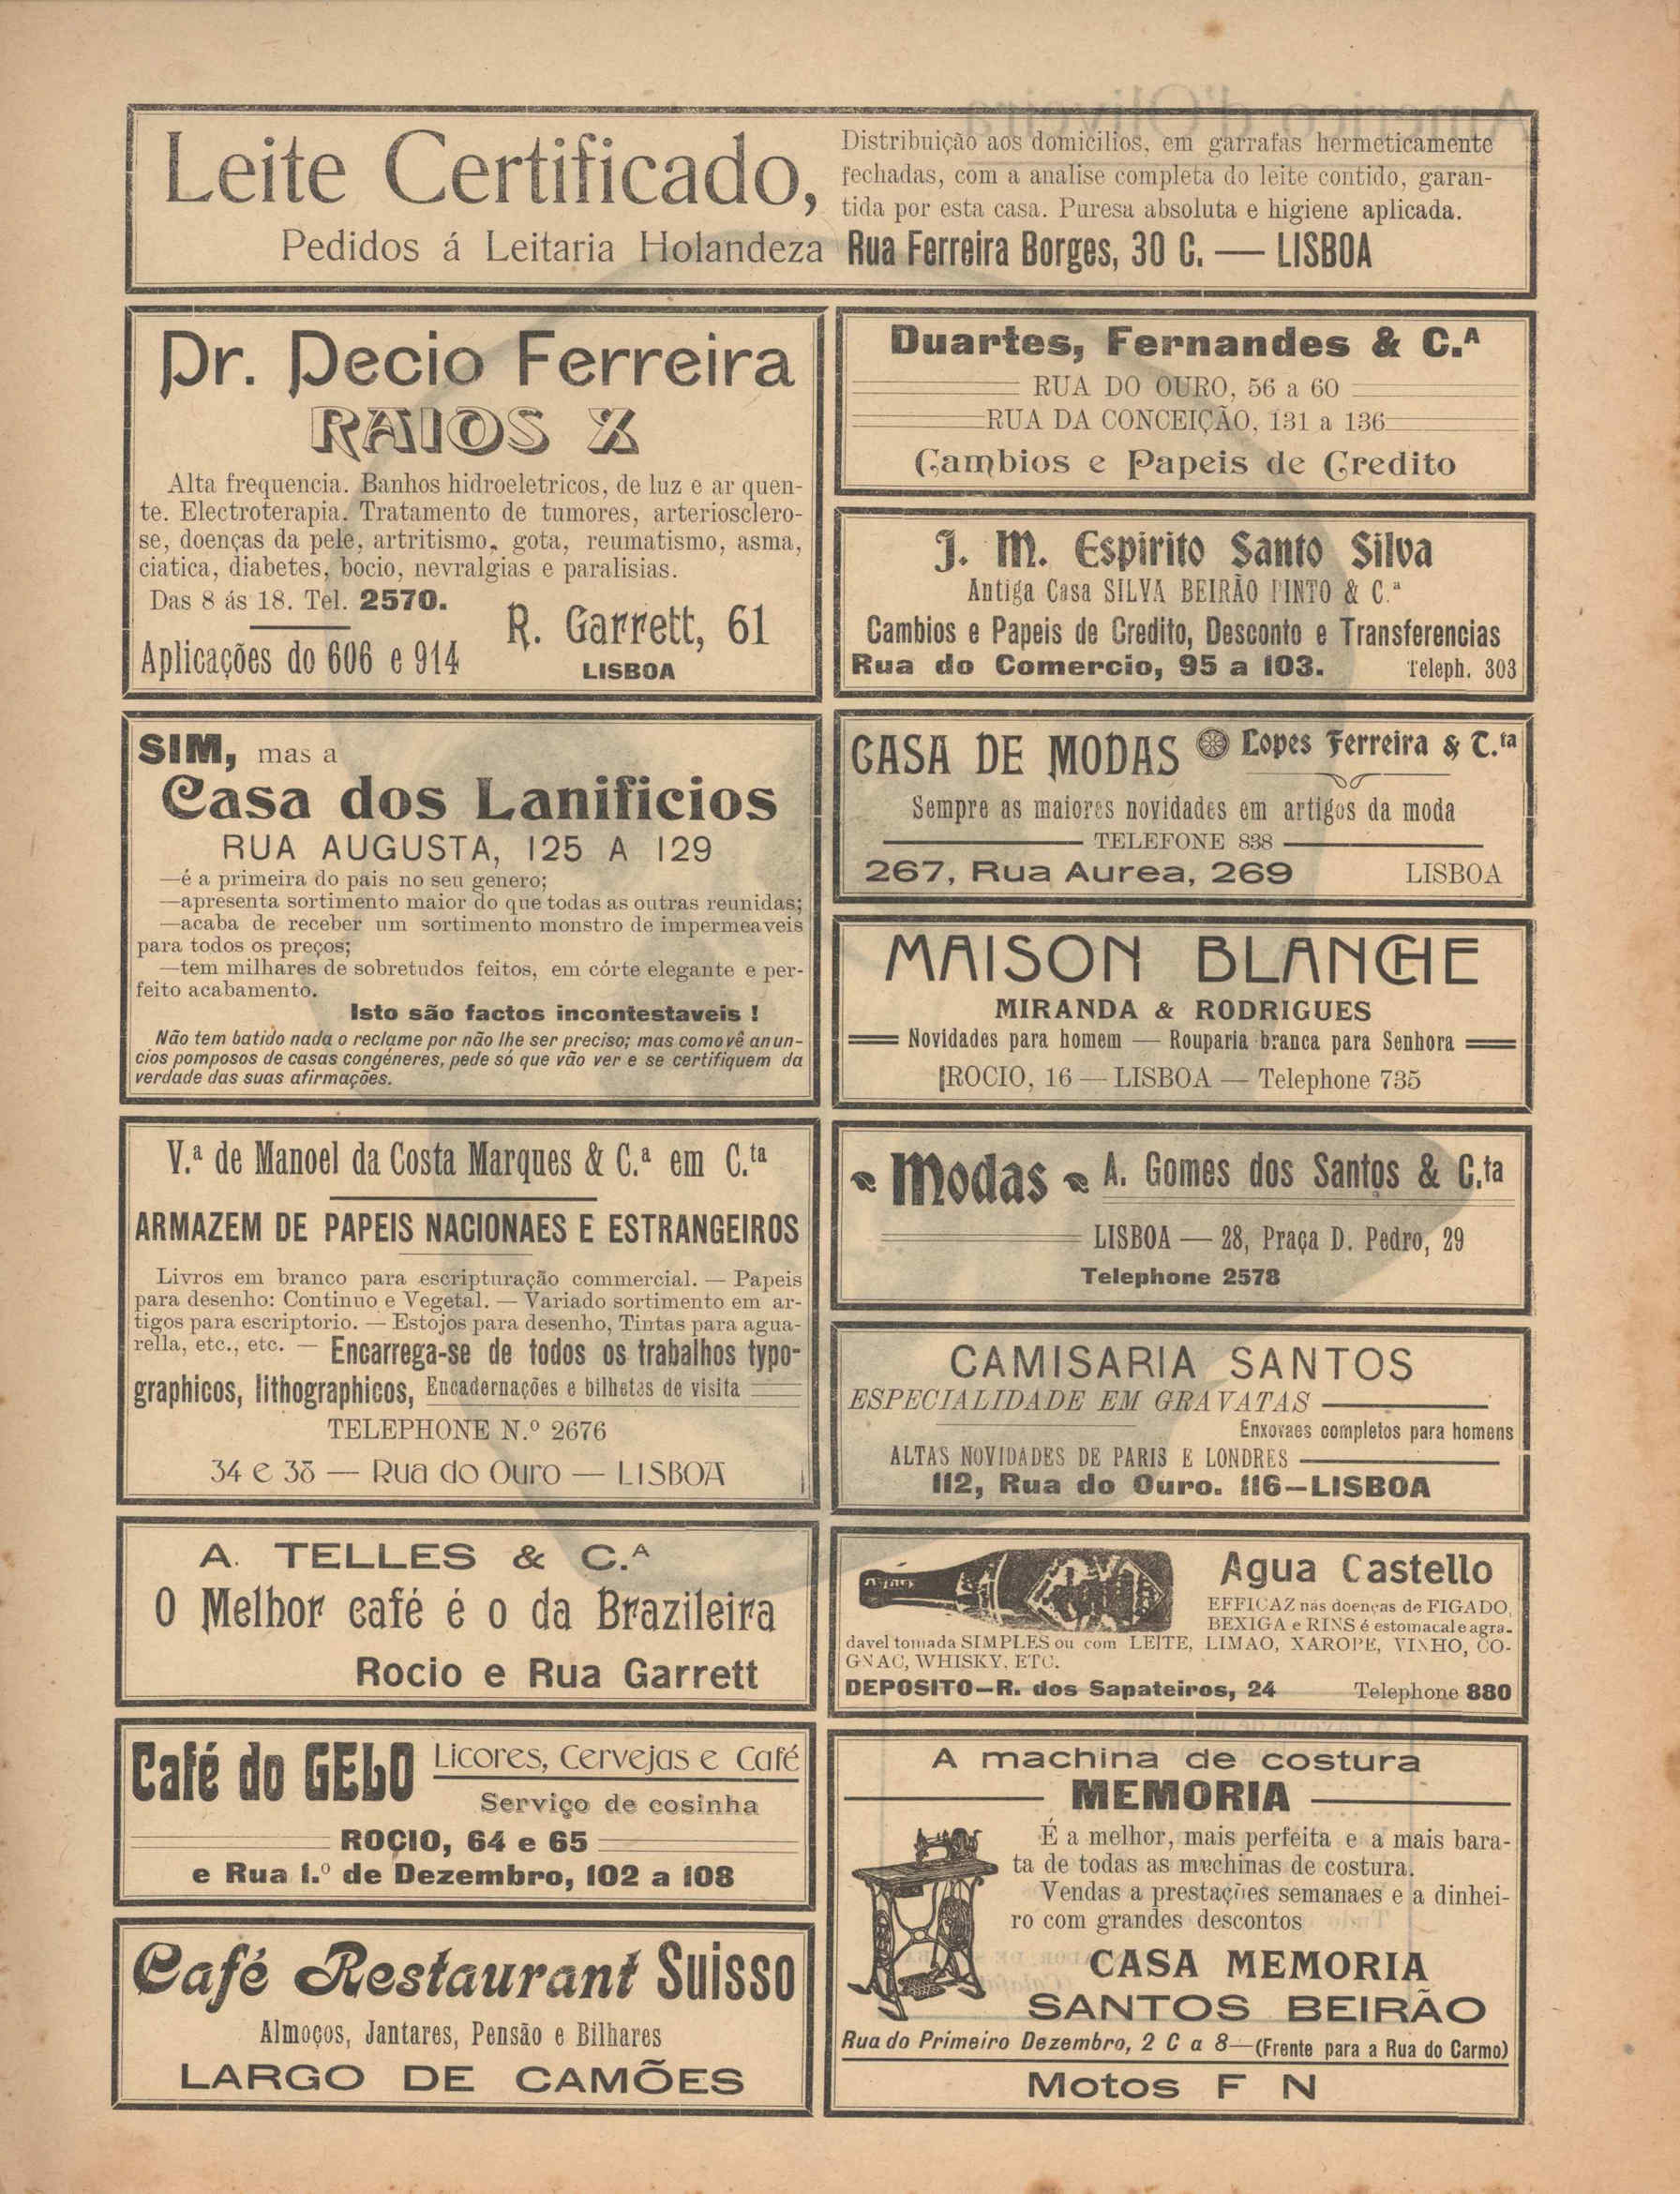 Leite Certificado,
Distribuição aos domicilios, em garrafas hermeticamente
fechadas, com a analise completa do leite contido, garan-
tida por esta casa. Puresa absoluta e higiene aplicada.
Pedidos á Leitaria Holandeza Rua Ferreira Borges, 30 C. — LISBOA
Dr. Decio Ferreira
RAIOS X
Alta frequencia. Banhos hidroeletricos, de luz e ar quen-
te. Electroterapia. Tratamento de tumores, arteriosclero-
se, doenças da pele, artritismo, gota, reumatismo, asma,
ciatica, diabetes, bocio, nevralgias e paralisias.
Das 8 ás 18. Tel. 2570.
Aplicações do 606 e 914
R. Garrett, 61
LISBOA
Duartes, Fernandes & C.A
RUA DO OURO, 56 a 60
RUA DA CONCEIÇÃO, 131 a 136
Cambios e Papeis de Credito
J. M. Espirito Santo Silva
Antiga Casa SILVA BEIRÃO PINTO & C.ª
Cambios e Papeis de Credito, Desconto e Transferencias
Rua do Comercio, 95 a 103. Teleph. 303
SIM, mas a
Casa dos Lanificios
RUA AUGUSTA, 125 A 129
—é a primeira do pais no seu genero;
—apresenta sortimento maior do que todas as outras reunidas;
—acaba de receber um sortimento monstro de impermeaveis
para todos os preços;
—tem milhares de sobretudos feitos, em córte elegante e per-
feito acabamento.
Isto são factos incontestaveis !
Não tem batido nada o reclame por não lhe ser preciso; mas como vê anun-
cios pomposos de casas congéneres, pede só que vão ver e se certifiquem da
verdade das suas afirmações.
CASA DE MODAS Lopes Ferreira & C.ta
Sempre as maiores novidades em artigos da moda
TELEFONE 838
267, Rua Aurea, 269 LISBOA
MAISON BLANCHE
MIRANDA & RODRIGUES
Novidades para homem — Rouparia branca para Senhora
ROCIO, 16 — LISBOA — Telephone 735
V.ª de Manoel da Costa Marques & C.ª em C.ta
ARMAZEM DE PAPEIS NACIONAES E ESTRANGEIROS
Livros em branco para escripturação commercial. — Papeis
para desenho: Continuo e Vegetal. — Variado sortimento em ar-
tigos para escriptorio. — Estojos para desenho, Tintas para agua-
rella, etc., etc. — Encarrega-se de todos os trabalhos typo-
graphicos, lithographicos, Encadernações e bilhetes de visita
TELEPHONE N.º 2676
34 e 38 — Rua do Ouro — LISBOA
Modas A. Gomes dos Santos & C.ta
LISBOA — 28, Praça D. Pedro, 29
Telephone 2578
CAMISARIA SANTOS
ESPECIALIDADE EM GRAVATAS
Enxovaes completos para homens
ALTAS NOVIDADES DE PARIS E LONDRES
112, Rua do Ouro. 116—LISBOA
A. TELLES & C.A
O Melhor café é o da Brazileira
Rocio e Rua Garrett
Agua Castello
EFFICAZ nas doenças de FIGADO,
BEXIGA e RINS é estomacal e agra-
davel tomada SIMPLES ou com LEITE, LIMAO, XAROPE, VINHO, CO-
GNAC, WHISKY, ETC.
DEPOSITO—R. dos Sapateiros, 24 Telephone 880
Café do GELO Licores, Cervejas e Café
Serviço de cosinha
ROCIO, 64 e 65
e Rua 1.º de Dezembro, 102 a 108
A machina de costura
MEMORIA
É a melhor, mais perfeita e a mais bara-
ta de todas as machinas de costura.
Vendas a prestações semanaes e a dinhei-
ro com grandes descontos
CASA MEMORIA
SANTOS BEIRÃO
Rua do Primeiro Dezembro, 2 C a 8—(Frente para a Rua do Carmo)
Motos F N
Café Restaurant Suisso
Almoços, Jantares, Pensão e Bilhares
LARGO DE CAMÕES